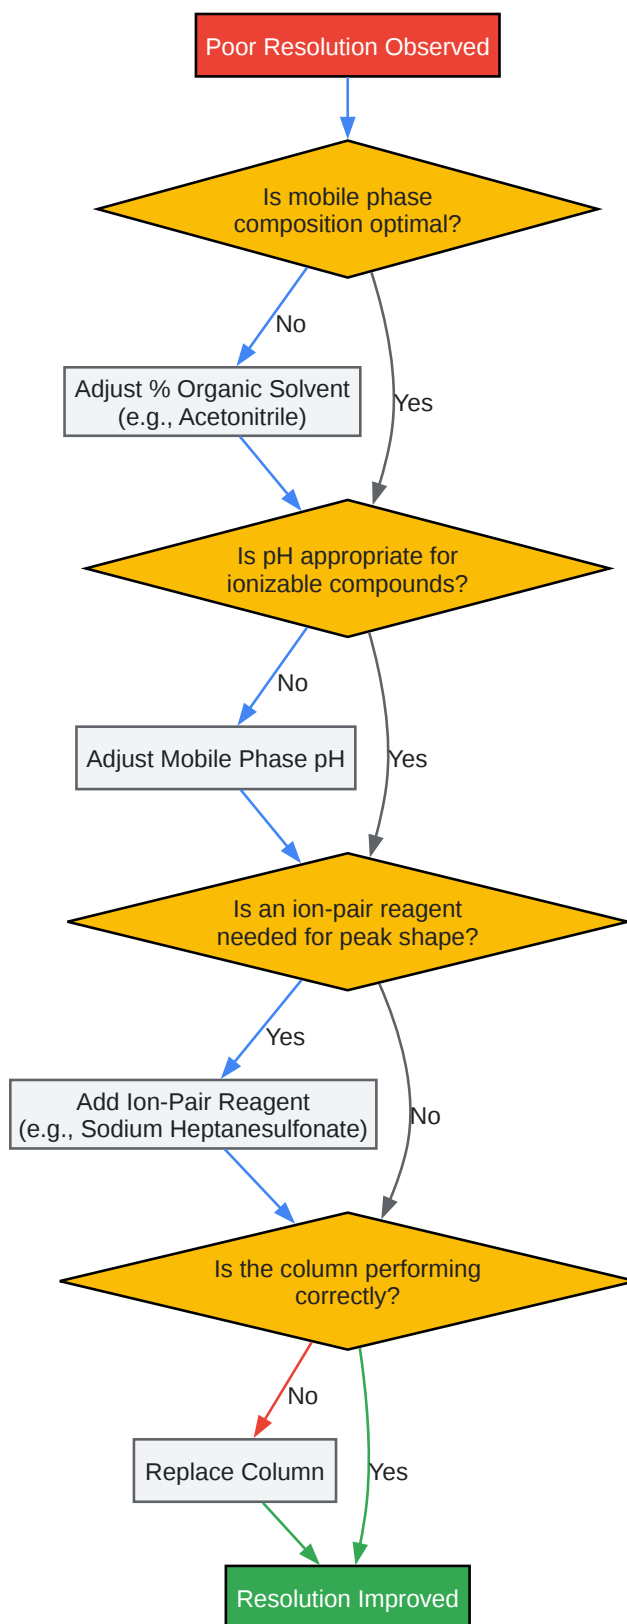 Poor Resolution Observed
Is mobile phase
composition optimal?
No
Yes
Adjust % Organic Solvent
(e.g., Acetonitrile)
Is pH appropriate for
ionizable compounds?
No
Yes
Adjust Mobile Phase pH
Is an ion-pair reagent
needed for peak shape?
Yes
No
Add Ion-Pair Reagent
(e.g., Sodium Heptanesulfonate)
Is the column performing
correctly?
No
Yes
Replace Column
Resolution Improved